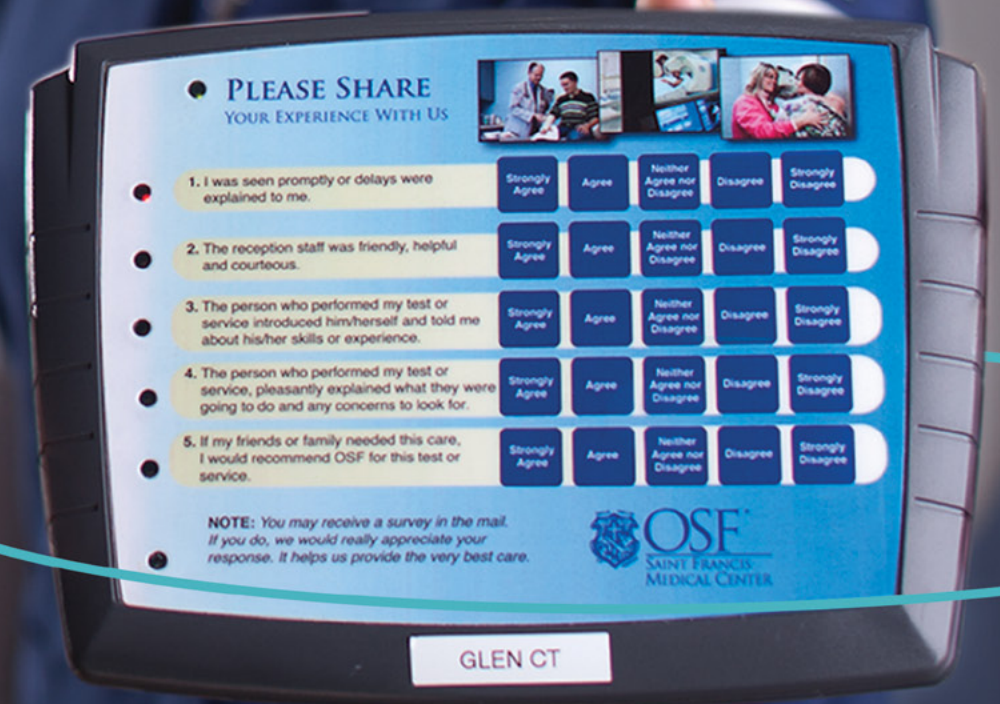 PLEASE SHARE
YOUR EXPERIENCE WITH US
1. I was seen promptly or delays were
explained to me.
Strongly
Agree
Agree
Neither
Agree nor
Disagree
Disagree
Strongly
Disagree
2. The reception staff was friendly, helpful
and courteous.
Strongly
Agree
Agree
Neither
Agree nor
Disagree
Disagree
Strongly
Disagree
3. The person who performed my test or
service introduced him/herself and told me
about his/her skills or experience.
Strongly
Agree
Agree
Neither
Agree nor
Disagree
Disagree
Strongly
Disagree
4. The person who performed my test or
service, pleasantly explained what they were
going to do and any concerns to look for.
Strongly
Agree
Agree
Neither
Agree nor
Disagree
Disagree
Strongly
Disagree
5. If my friends or family needed this care,
I would recommend OSF for this test or
service.
Strongly
Agree
Agree
Neither
Agree nor
Disagree
Disagree
Strongly
Disagree
NOTE: You may receive a survey in the mail.
If you do, we would really appreciate your
response. It helps us provide the very best care.
OSF
SAINT FRANCIS
MEDICAL CENTER
GLEN CT